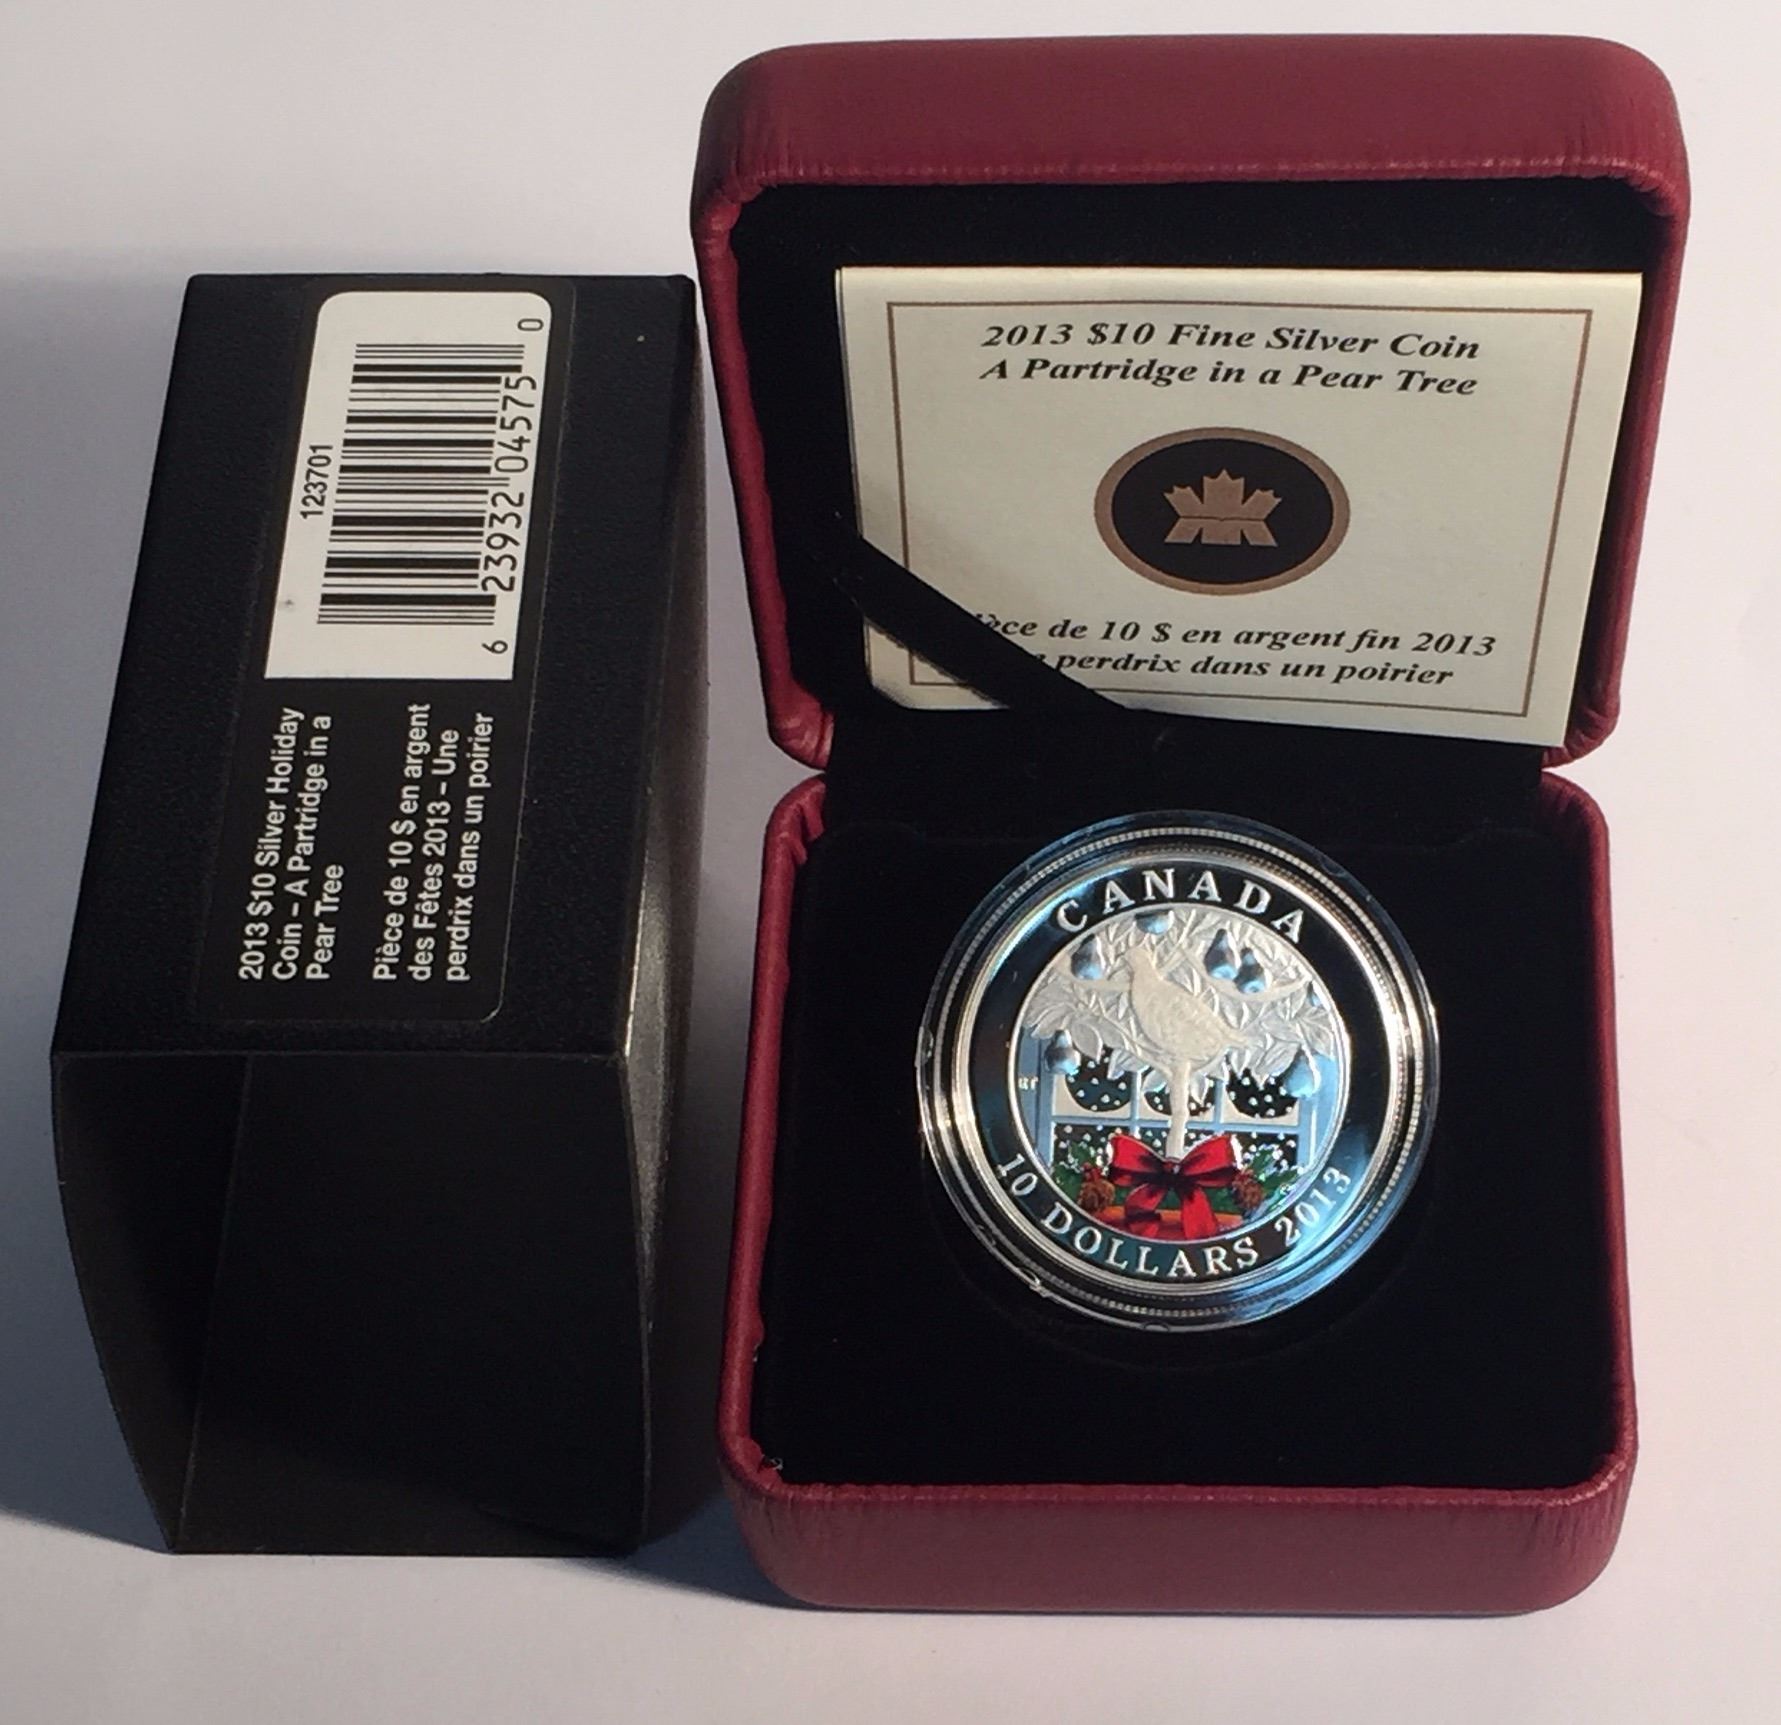 123701
6 23932 04575 0
2013 $10 Silver Holiday
Coin – A Partridge in a
Pear Tree
Pièce de 10 $ en argent
des Fêtes 2013 – Une
perdrix dans un poirier
2013 $10 Fine Silver Coin
A Partridge in a Pear Tree
de 10 $ en argent fin 2013
perdrix dans un poirier
CANADA
10 DOLLARS 2013